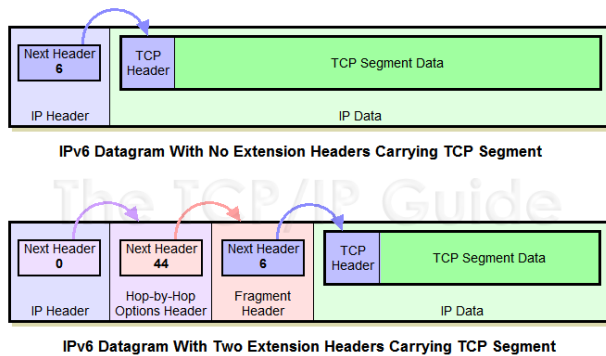 Next Header
6
TCP
Header
TCP Segment Data
IP Header
IP Data
IPv6 Datagram With No Extension Headers Carrying TCP Segment
The TCP/IP Guide
Next Header
0
Next Header
44
Next Header
6
TCP
Header
TCP Segment Data
IP Header
Hop-by-Hop
Options Header
Fragment
Header
IP Data
IPv6 Datagram With Two Extension Headers Carrying TCP Segment